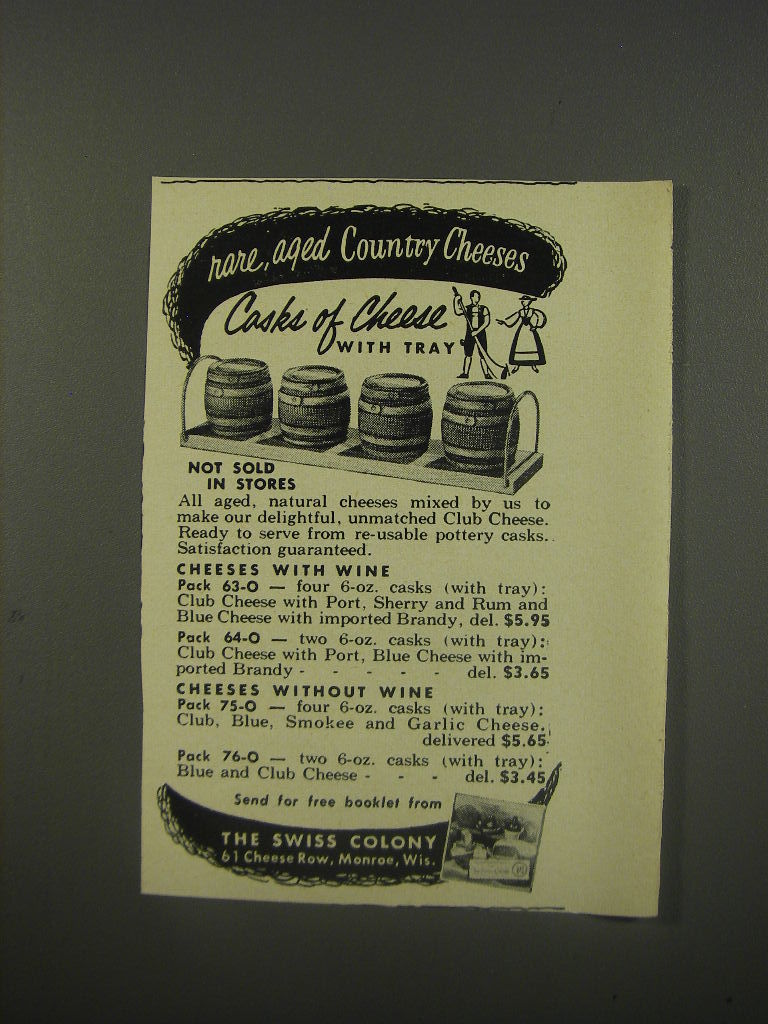 rare, aged Country Cheeses
Casks of Cheese
WITH TRAY
NOT SOLD
IN STORES
All aged, natural cheeses mixed by us to
make our delightful, unmatched Club Cheese.
Ready to serve from re-usable pottery casks.
Satisfaction guaranteed.
CHEESES WITH WINE
Pack 63-O — four 6-oz. casks (with tray):
Club Cheese with Port, Sherry and Rum and
Blue Cheese with imported Brandy, del. $5.95
Pack 64-O — two 6-oz. casks (with tray):
Club Cheese with Port, Blue Cheese with im-
ported Brandy - - - - - del. $3.65
CHEESES WITHOUT WINE
Pack 75-O — four 6-oz. casks (with tray):
Club, Blue, Smokee and Garlic Cheese.
delivered $5.65
Pack 76-O — two 6-oz. casks (with tray):
Blue and Club Cheese - - - del. $3.45
Send for free booklet from
THE SWISS COLONY
61 Cheese Row, Monroe, Wis.